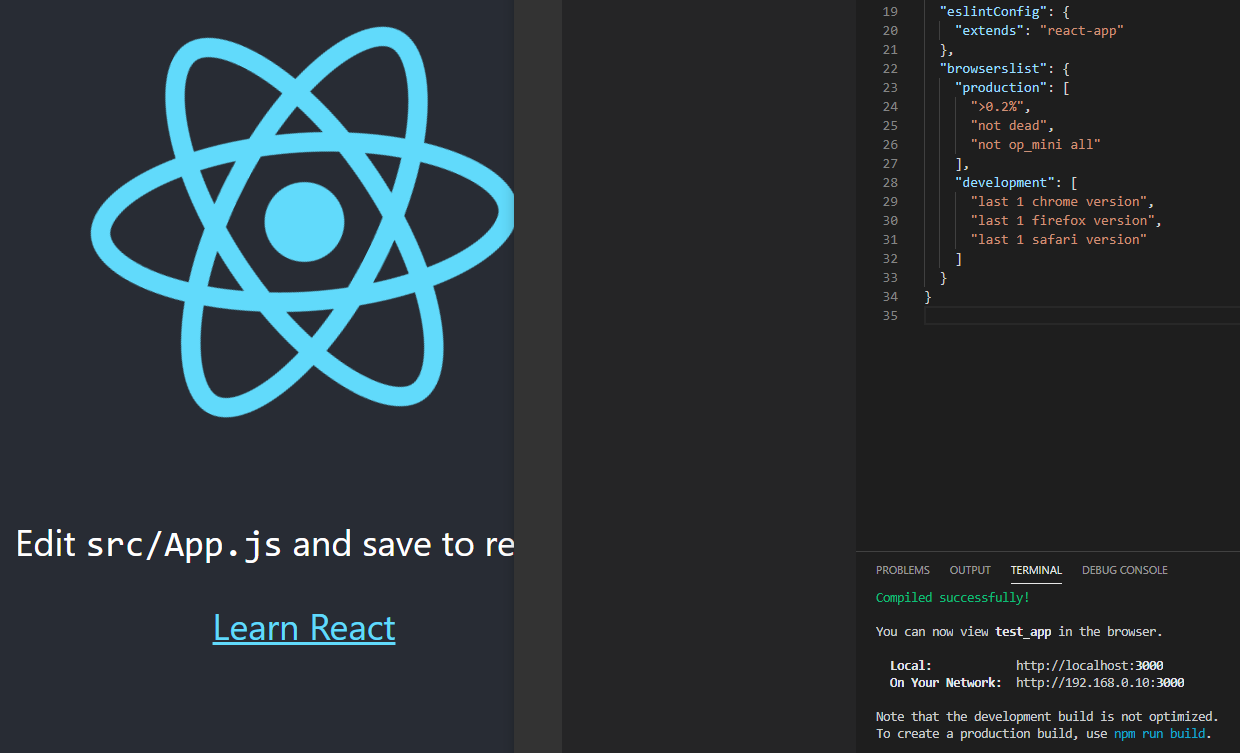 Edit src/App.js and save to re
Learn React
19 "eslintConfig": {
20 "extends": "react-app"
21 },
22 "browserslist": {
23 "production": [
24 ">0.2%",
25 "not dead",
26 "not op_mini all"
27 ],
28 "development": [
29 "last 1 chrome version",
30 "last 1 firefox version",
31 "last 1 safari version"
32 ]
33 }
34 }
35
PROBLEMS OUTPUT TERMINAL DEBUG CONSOLE
Compiled successfully!
You can now view test_app in the browser.
Local: http://localhost:3000
On Your Network: http://192.168.0.10:3000
Note that the development build is not optimized.
To create a production build, use npm run build.